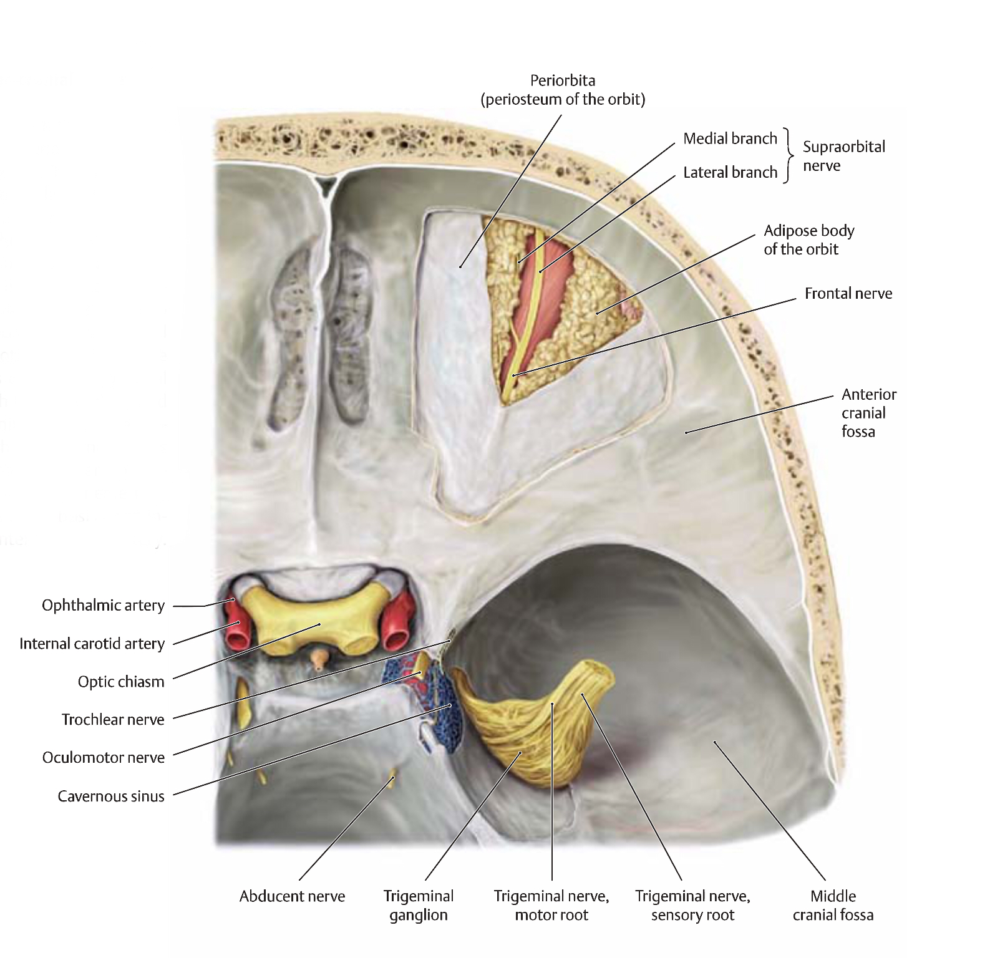 Periorbita
(periosteum of the orbit)
Medial branch
Lateral branch
Supraorbital
nerve
Adipose body
of the orbit
Frontal nerve
Anterior
cranial
fossa
Ophthalmic artery
Internal carotid artery
Optic chiasm
Trochlear nerve
Oculomotor nerve
Cavernous sinus
Abducent nerve
Trigeminal
ganglion
Trigeminal nerve,
motor root
Trigeminal nerve,
sensory root
Middle
cranial fossa